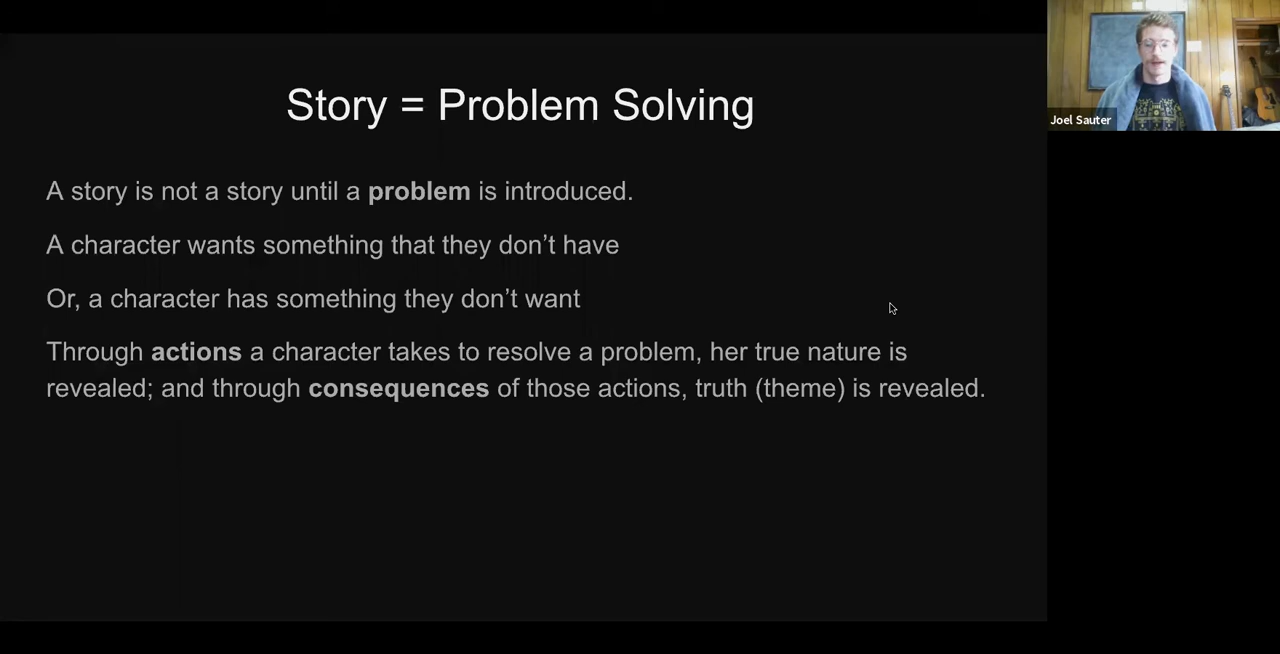 Story = Problem Solving
A story is not a story until a problem is introduced.
A character wants something that they don’t have
Or, a character has something they don’t want
Through actions a character takes to resolve a problem, her true nature is
revealed; and through consequences of those actions, truth (theme) is revealed.
Joel Sauter